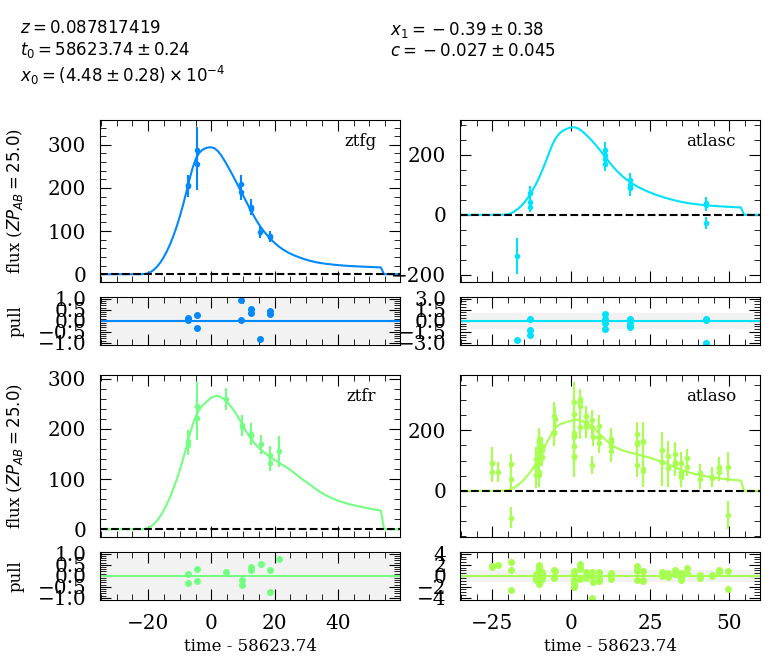 z = 0.087817419
t₀ = 58623.74 ± 0.24
x₀ = (4.48 ± 0.28) × 10⁻⁴
x₁ = −0.39 ± 0.38
c = −0.027 ± 0.045
flux (ZP_AB = 25.0)
300
200
100
0
ztfg
200
0
−200
atlasc
pull
1.0
0.5
0.0
−0.5
−1.0
3.0
1.5
0.0
−1.5
−3.0
flux (ZP_AB = 25.0)
300
200
100
0
ztfr
200
0
atlaso
pull
1.0
0.5
0.0
−0.5
−1.0
4
2
0
−2
−4
−20 0 20 40
time - 58623.74
−25 0 25 50
time - 58623.74